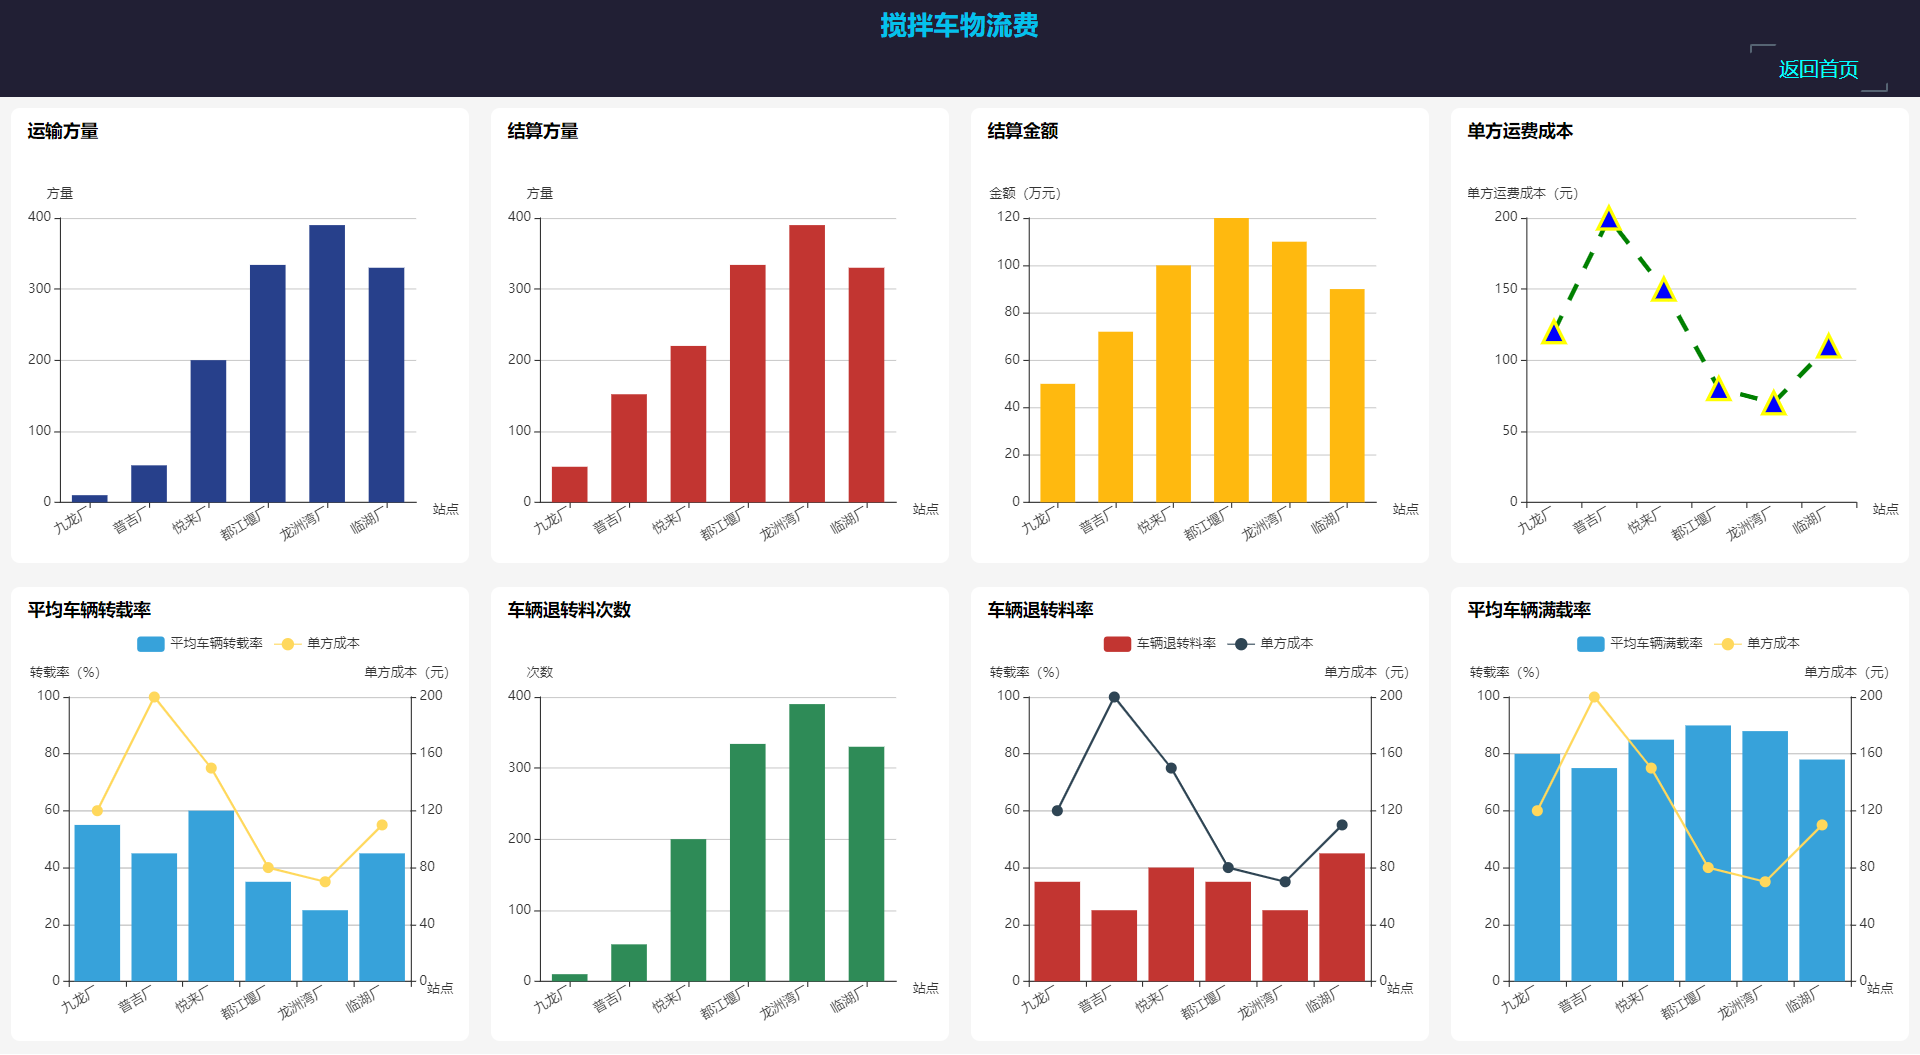 搅拌车物流费
返回首页
运输方量
方量
400
300
200
100
0
九龙厂 普吉厂 悦来厂 都江堰厂 龙洲湾厂 临湖厂
站点
结算方量
方量
400
300
200
100
0
九龙厂 普吉厂 悦来厂 都江堰厂 龙洲湾厂 临湖厂
站点
结算金额
金额（万元）
120
100
80
60
40
20
0
九龙厂 普吉厂 悦来厂 都江堰厂 龙洲湾厂 临湖厂
站点
单方运费成本
单方运费成本（元）
200
150
100
50
0
九龙厂 普吉厂 悦来厂 都江堰厂 龙洲湾厂 临湖厂
站点
平均车辆转载率
平均车辆转载率 单方成本
转载率（%） 单方成本（元）
100 200
80 160
60 120
40 80
20 40
0 0
九龙厂 普吉厂 悦来厂 都江堰厂 龙洲湾厂 临湖厂
站点
车辆退转料次数
次数
400
300
200
100
0
九龙厂 普吉厂 悦来厂 都江堰厂 龙洲湾厂 临湖厂
站点
车辆退转料率
车辆退转料率 单方成本
转载率（%） 单方成本（元）
100 200
80 160
60 120
40 80
20 40
0 0
九龙厂 普吉厂 悦来厂 都江堰厂 龙洲湾厂 临湖厂
站点
平均车辆满载率
平均车辆满载率 单方成本
转载率（%） 单方成本（元）
100 200
80 160
60 120
40 80
20 40
0 0
九龙厂 普吉厂 悦来厂 都江堰厂 龙洲湾厂 临湖厂
站点